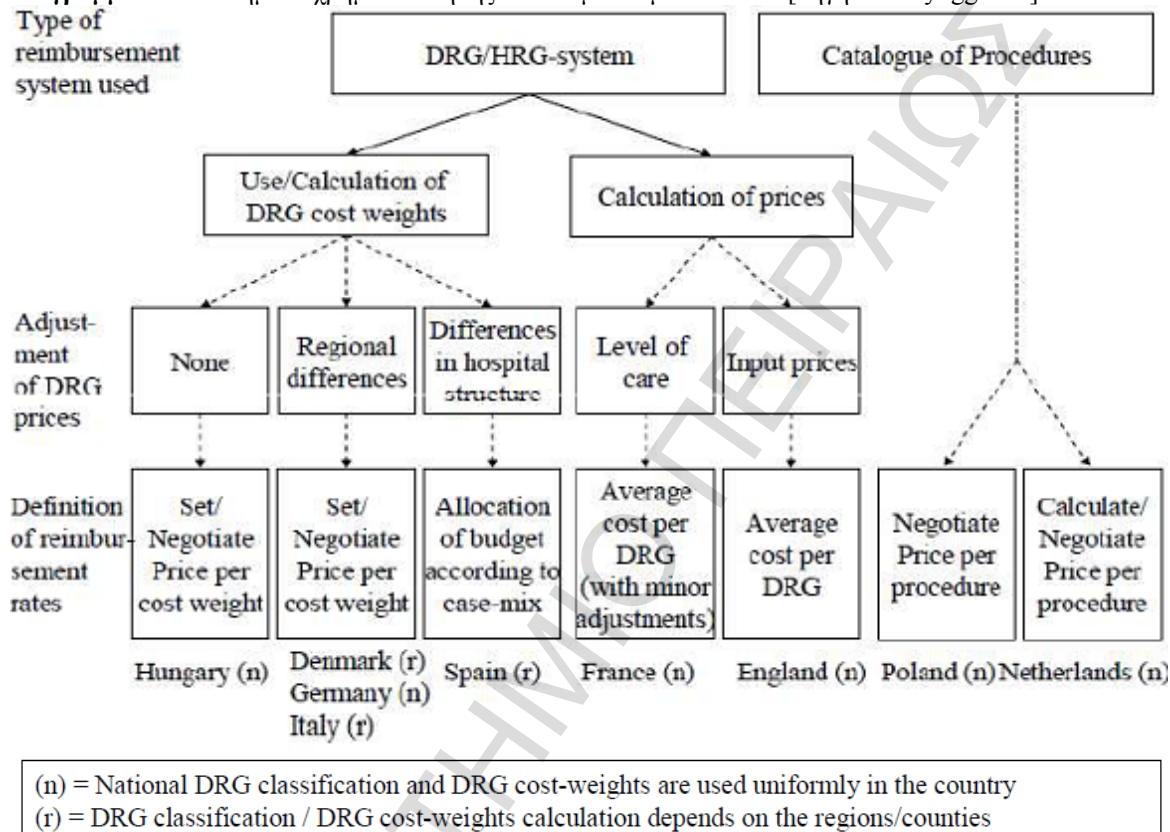 Type of
reimbursement
system used
DRG/HRG-system
Catalogue of Procedures
Use/Calculation of
DRG cost weights
Calculation of prices
Adjust-
ment
of DRG
prices
None
Regional
differences
Differences
in hospital
structure
Level of
care
Input prices
Definition
of reimbur-
sement
rates
Set/
Negotiate
Price per
cost weight
Set/
Negotiate
Price per
cost weight
Allocation
of budget
according to
case-mix
Average
cost per
DRG
(with minor
adjustments)
Average
cost per
DRG
Negotiate
Price per
procedure
Calculate/
Negotiate
Price per
procedure
Hungary (n)
Denmark (r)
Germany (n)
Italy (r)
Spain (r)
France (n)
England (n)
Poland (n)
Netherlands (n)
(n) = National DRG classification and DRG cost-weights are used uniformly in the country
(r) = DRG classification / DRG cost-weights calculation depends on the regions/counties
ΤΗΜΙΟ ΠΕΙΡΑΙΩΣ